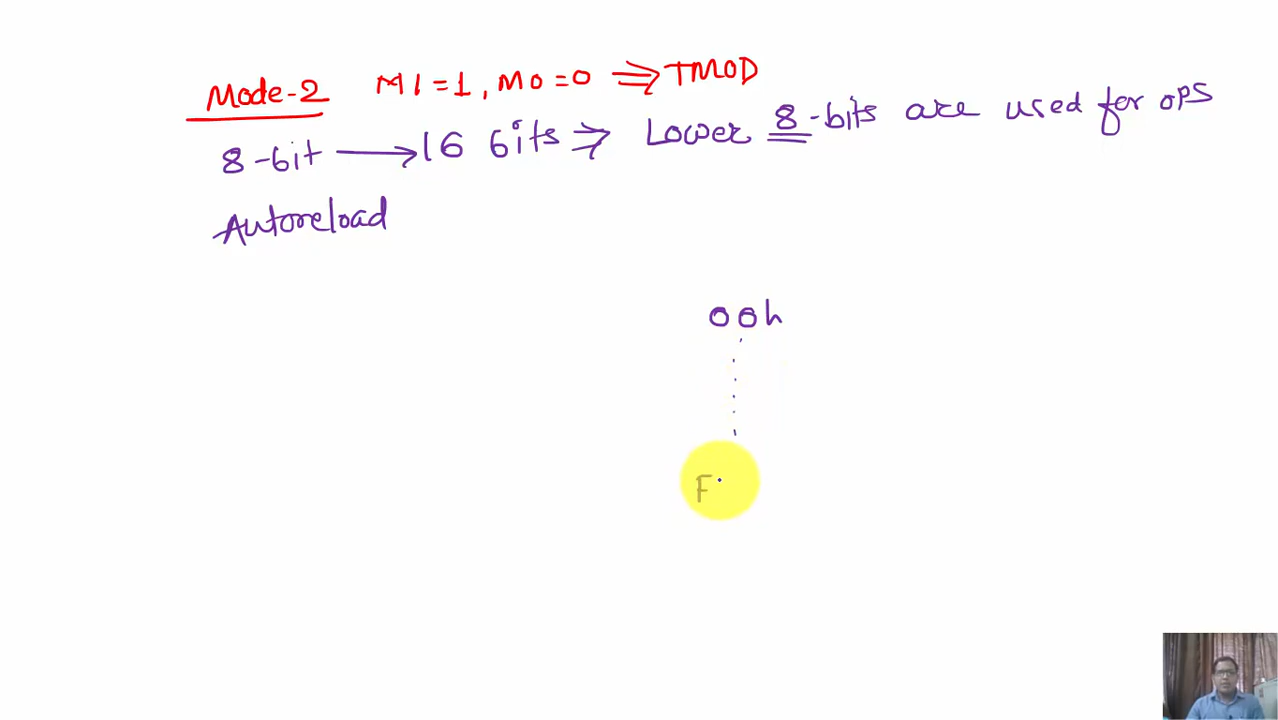 Mode-2 M1=1, M0=0 ⇒ TMOD
8-bit → 16 bits ⇒ Lower 8-bits are used for ops
Autoreload
00h
F